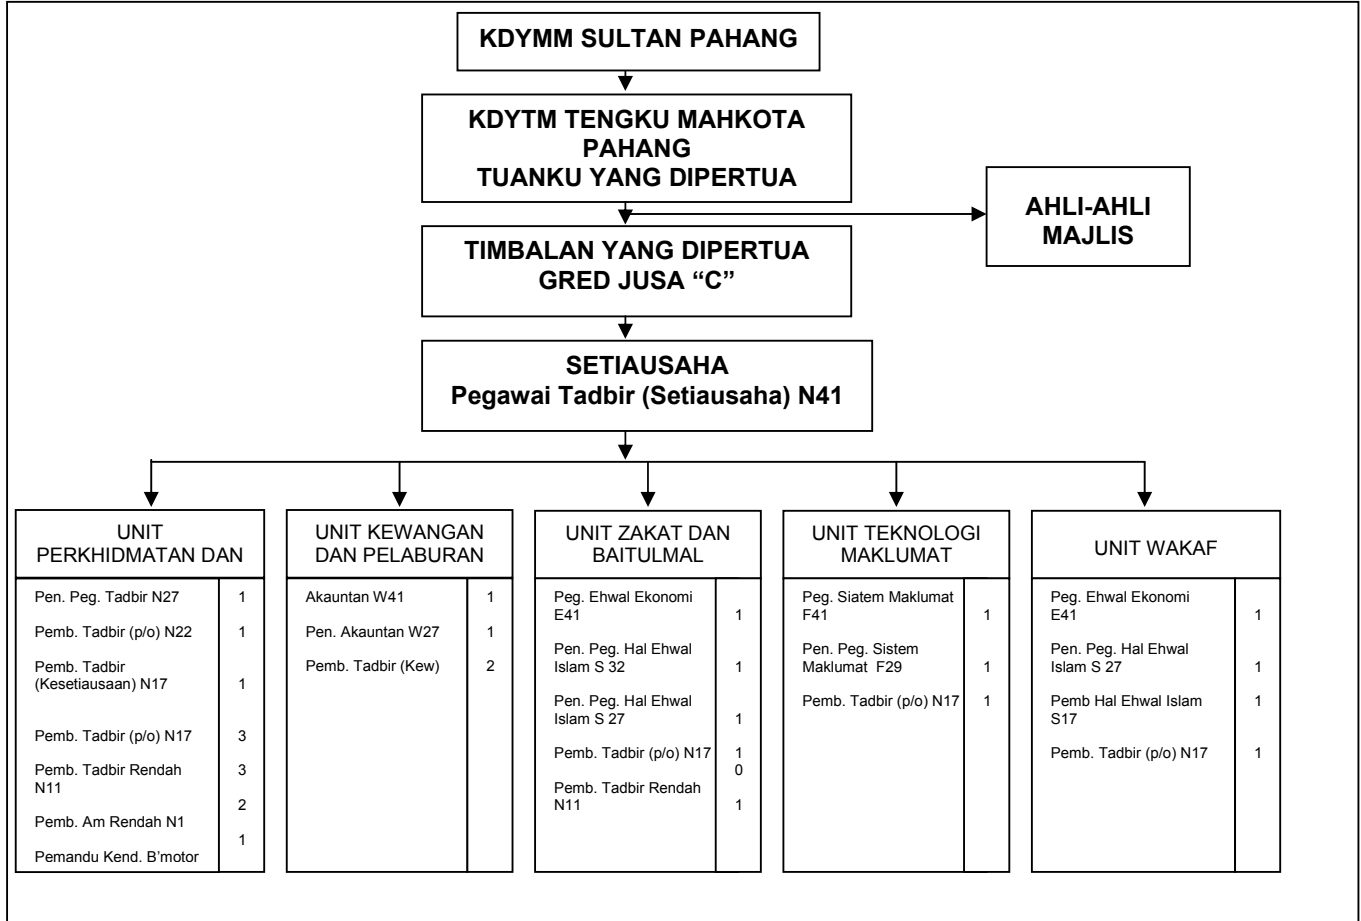 KDYMM SULTAN PAHANG
KDYTM TENGKU MAHKOTA
PAHANG
TUANKU YANG DIPERTUA
AHLI-AHLI
MAJLIS
TIMBALAN YANG DIPERTUA
GRED JUSA “C”
SETIAUSAHA
Pegawai Tadbir (Setiausaha) N41
UNIT
PERKHIDMATAN DAN
Pen. Peg. Tadbir N27 1
Pemb. Tadbir (p/o) N22 1
Pemb. Tadbir
(Kesetiausaan) N17 1
Pemb. Tadbir (p/o) N17 3
Pemb. Tadbir Rendah 3
N11
2
Pemb. Am Rendah N1
1
Pemandu Kend. B’motor
UNIT KEWANGAN
DAN PELABURAN
Akauntan W41 1
Pen. Akauntan W27 1
Pemb. Tadbir (Kew) 2
UNIT ZAKAT DAN
BAITULMAL
Peg. Ehwal Ekonomi
E41 1
Pen. Peg. Hal Ehwal
Islam S 32 1
Pen. Peg. Hal Ehwal
Islam S 27 1
Pemb. Tadbir (p/o) N17 1
0
Pemb. Tadbir Rendah
N11 1
UNIT TEKNOLOGI
MAKLUMAT
Peg. Siatem Maklumat
F41 1
Pen. Peg. Sistem
Maklumat F29 1
Pemb. Tadbir (p/o) N17 1
UNIT WAKAF
Peg. Ehwal Ekonomi
E41 1
Pen. Peg. Hal Ehwal
Islam S 27 1
Pemb Hal Ehwal Islam 1
S17
Pemb. Tadbir (p/o) N17 1